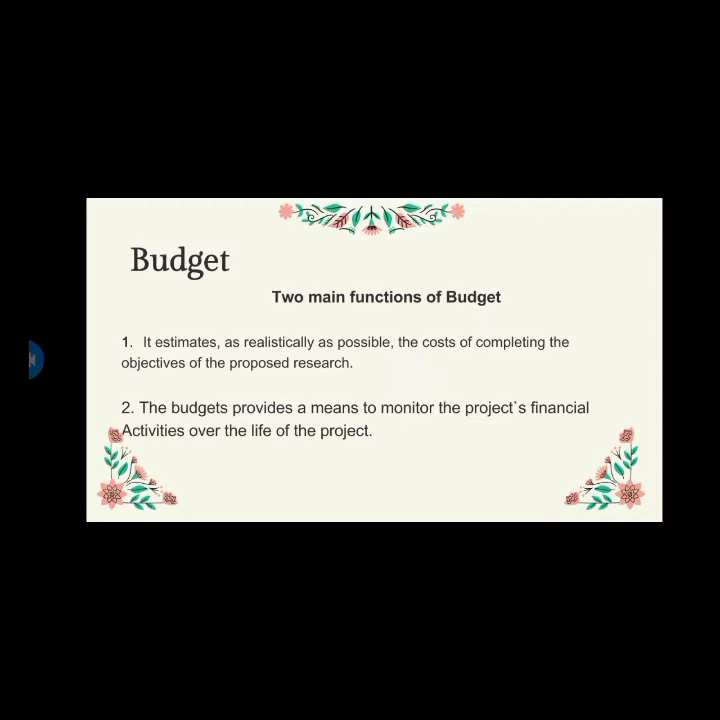 Budget
Two main functions of Budget
1. It estimates, as realistically as possible, the costs of completing the
objectives of the proposed research.
2. The budgets provides a means to monitor the project`s financial
Activities over the life of the project.